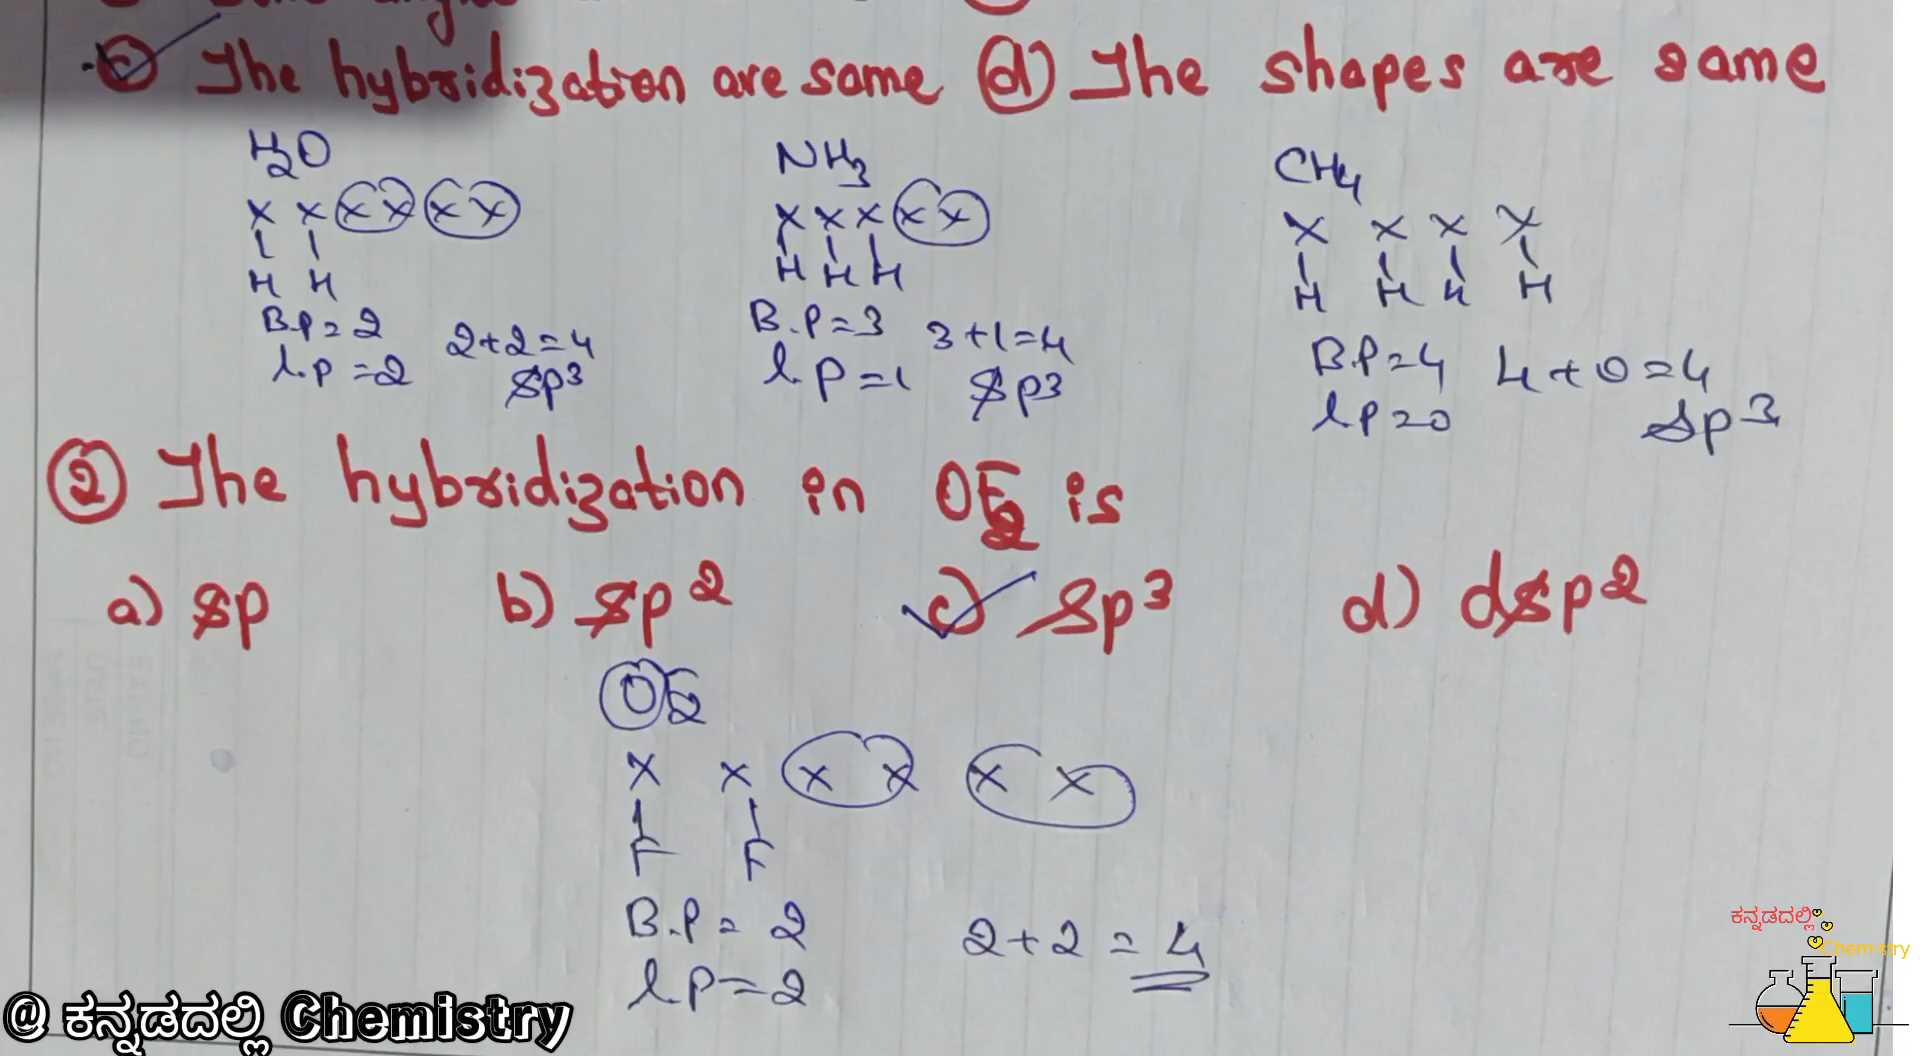 © The hybridization are same (d) The shapes are same
H2O NH3 CH4
X X X X X X X X X X X X X X X
H H H H H H H H H
B.P = 2 2+2=4 B.P = 3 3+1=4 B.P = 4 4+0=4
l.p = 2 sp3 l.p = 1 sp3 l.p = 0 sp3
② The hybridization in OF2 is
a) sp b) sp2 c) sp3 d) dsp2
OF2
X X X X X X
F F
B.P = 2 2+2 = 4
l.p = 2
ಕನ್ನಡದಲ್ಲಿ
Chemistry
@ ಕನ್ನಡದಲ್ಲಿ Chemistry